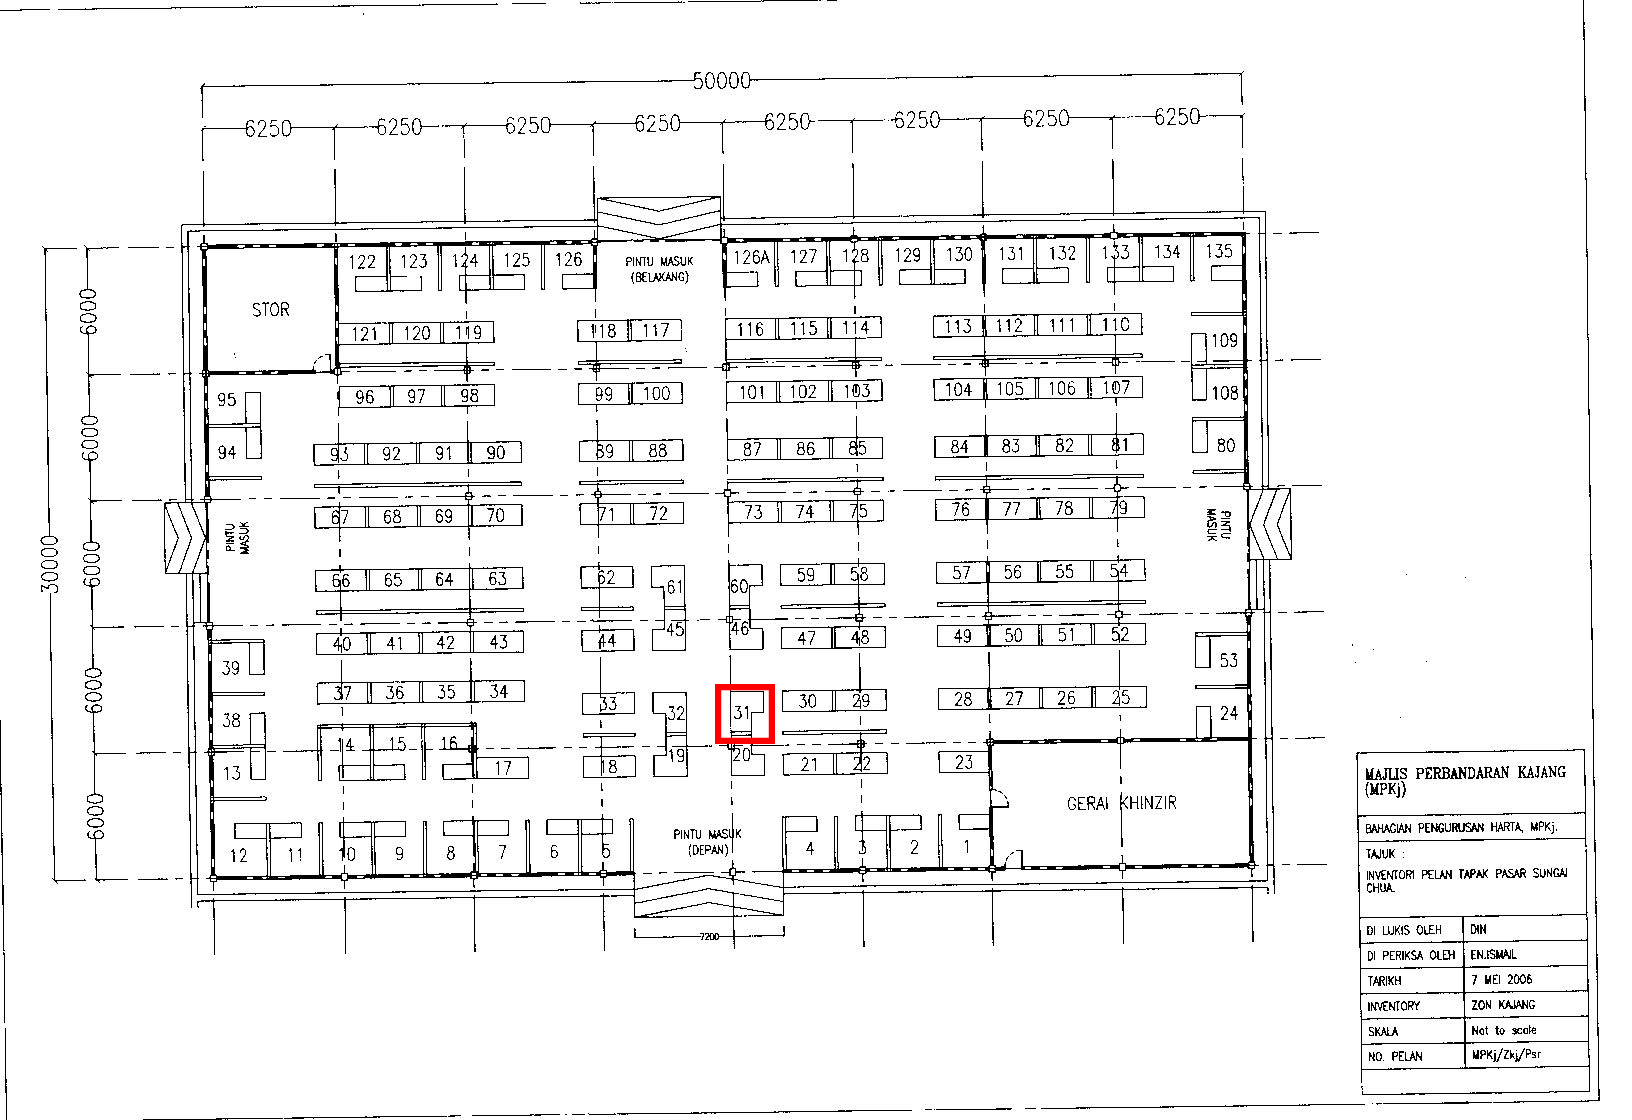 50000
6250 6250 6250 6250 6250 6250 6250 6250
122 123 124 125 126 PINTU MASUK 126A 127 128 129 130 131 132 133 134 135
(BELAKANG)
6000 STOR
121 120 119 118 117 116 115 114 113 112 111 110
109
95 96 97 98 99 100 101 102 103 104 105 106 107 108
6000
94 93 92 91 90 89 88 87 86 85 84 83 82 81 80
67 68 69 70 71 72 73 74 75 76 77 78 79
PINTU MASUK
PINTU MASUK
30000
6000
66 65 64 63 62 61 60 59 58 57 56 55 54
40 41 42 43 44 45 46 47 48 49 50 51 52
39 53
6000
37 36 35 34 33 32 31 30 29 28 27 26 25
38 24
14 15 16
13 17 18 19 20 21 22 23
6000
GERAI KHINZIR
PINTU MASUK
(DEPAN)
12 11 10 9 8 7 6 5 4 3 2 1
7200
MAJLIS PERBANDARAN KAJANG
(MPKj)
BAHAGIAN PENGURUSAN HARTA, MPKj.
TAJUK :
INVENTORI PELAN TAPAK PASAR SUNGAI
CHUA.
DI LUKIS OLEH DIN
DI PERIKSA OLEH EN.ISMAIL
TARIKH 7 MEI 2006
INVENTORY ZON KAJANG
SKALA Not to scale
NO. PELAN MPKj/Zkj/Psr